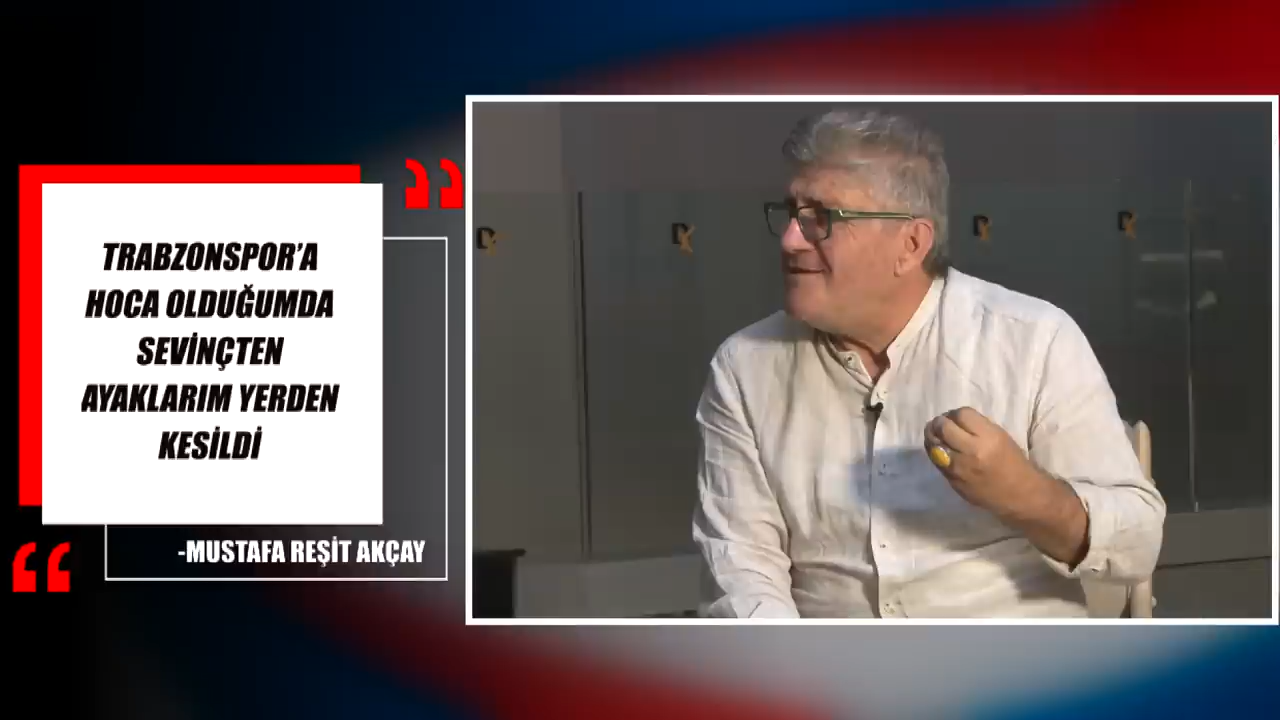 TRABZONSPOR'A
HOCA OLDUĞUMDA
SEVİNÇTEN
AYAKLARIM YERDEN
KESİLDİ
-MUSTAFA REŞİT AKÇAY